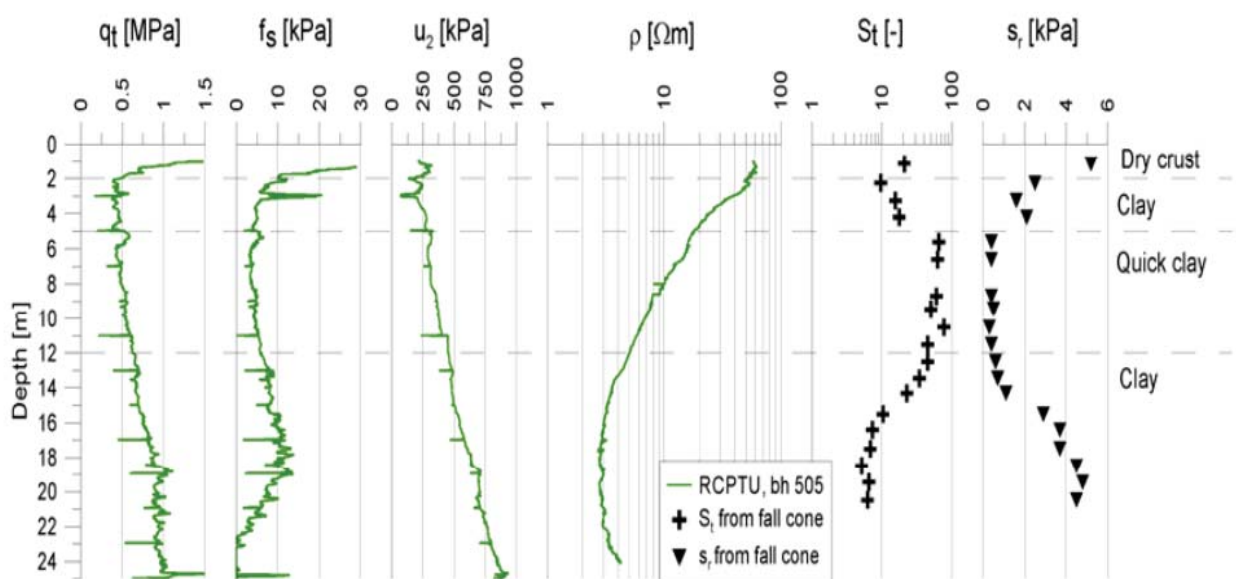 qt [MPa] fs [kPa] u2 [kPa] ρ [Ωm] St [-] sr [kPa]
0 0.5 1 1.5 0 10 20 30 0 250 500 750 1000 1 10 100 1 10 100 0 2 4 6
0
Dry crust
2
Clay
4
6
Quick clay
8
10
12
Clay
14
16
18
20
22
24
Depth [m]
RCPTU, bh 505
St from fall cone
sr from fall cone